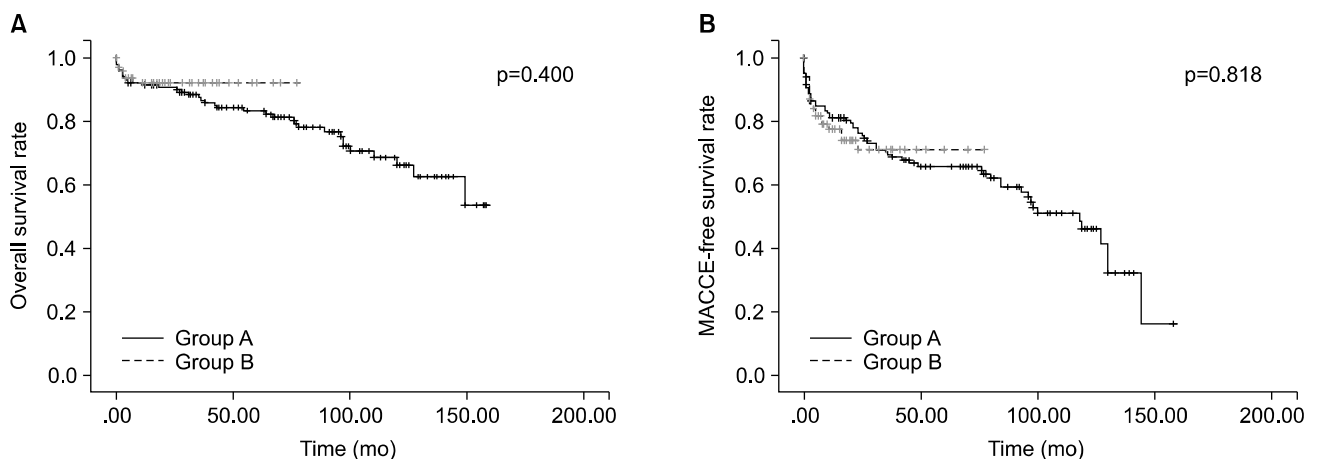 A
Overall survival rate
1.0
0.8
0.6
0.4
0.2
0.0
p=0.400
Group A
Group B
.00
50.00
100.00
150.00
200.00
Time (mo)
B
MACCE-free survival rate
1.0
0.8
0.6
0.4
0.2
0.0
p=0.818
Group A
Group B
.00
50.00
100.00
150.00
200.00
Time (mo)